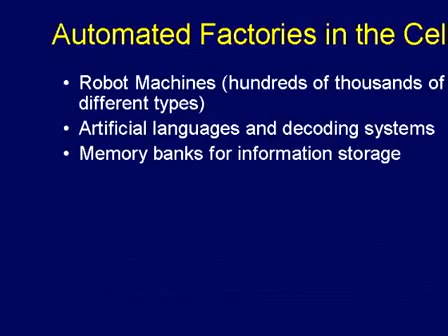 Automated Factories in the Cel
• Robot Machines (hundreds of thousands of
different types)
• Artificial languages and decoding systems
• Memory banks for information storage